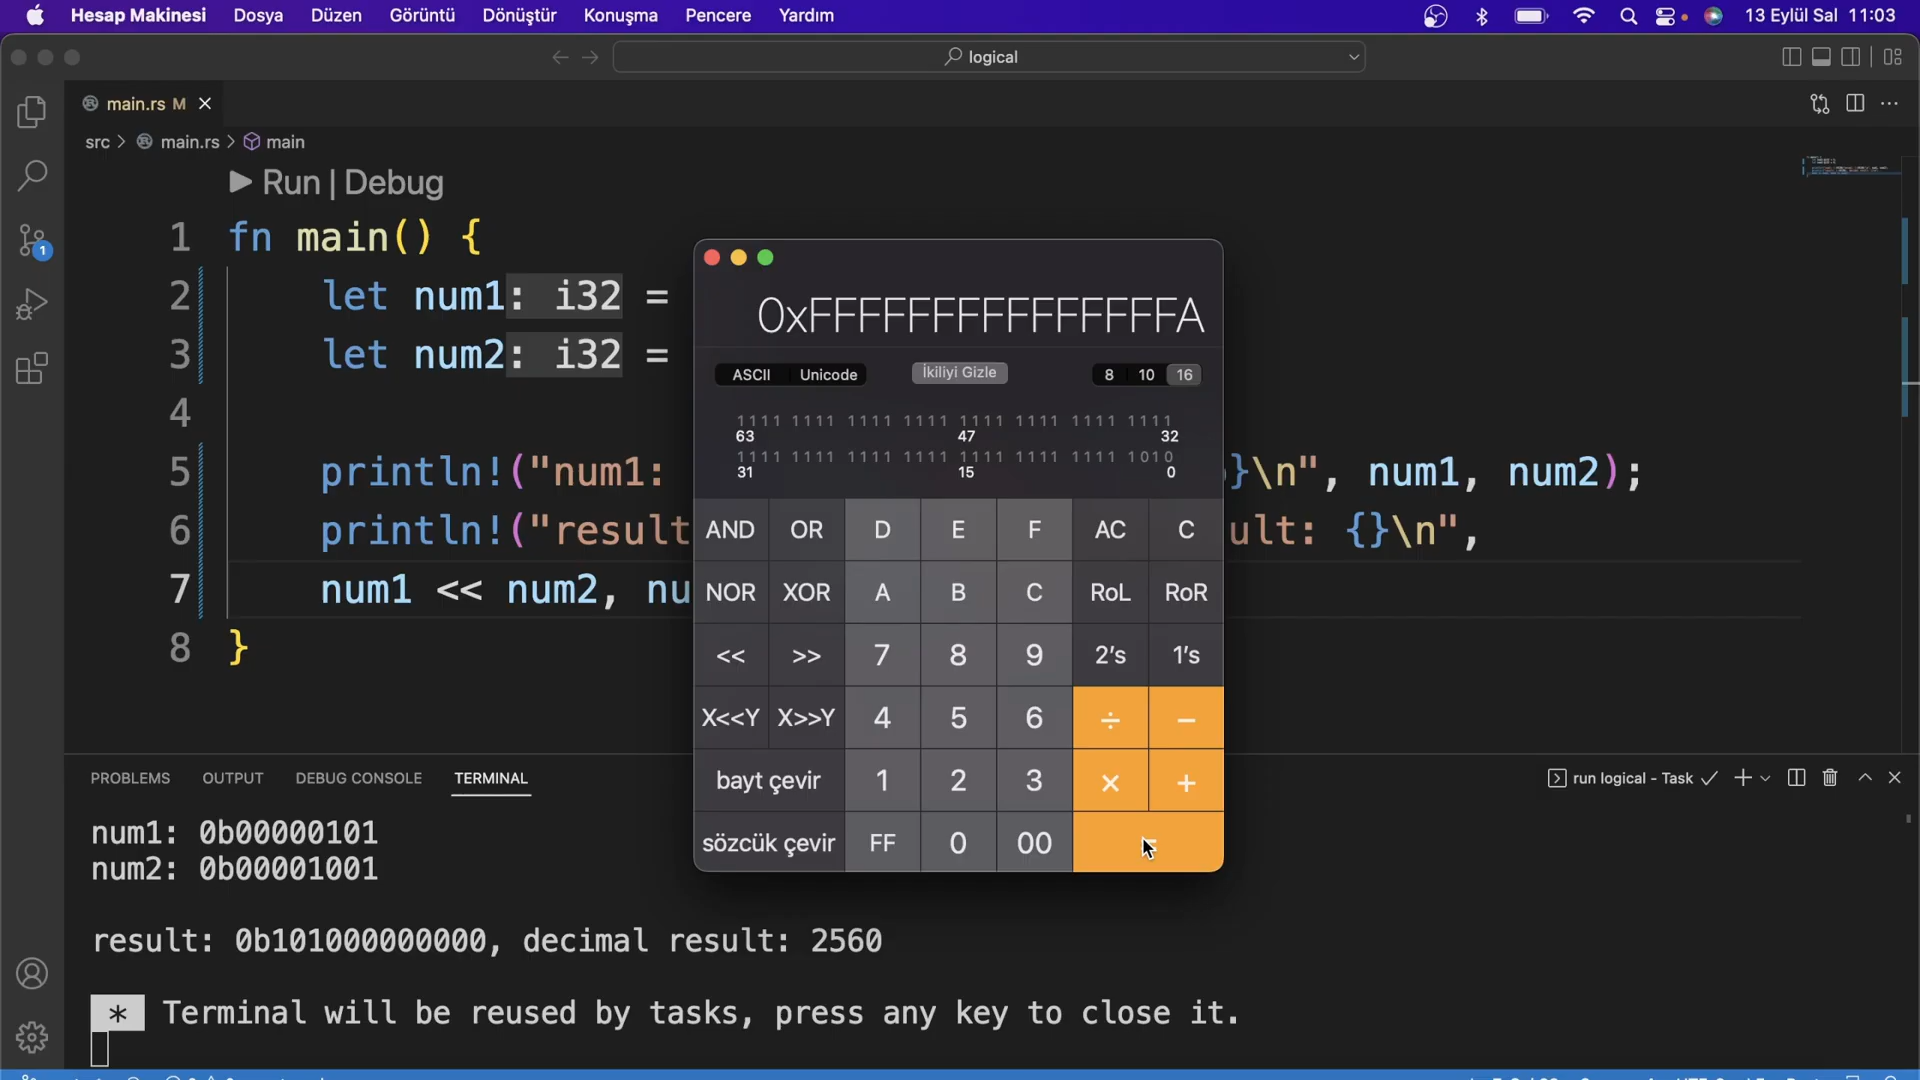 Hesap Makinesi Dosya Düzen Görüntü Dönüştür Konuşma Pencere Yardım 13 Eylül Sal 11:03
logical
main.rs M
src > main.rs > main
Run | Debug
1 fn main() {
2 let num1: i32 =
3 let num2: i32 =
4
5 println!("num1: }\n", num1, num2);
6 println!("result ult: {}\n",
7 num1 << num2, nu
8 }
0xFFFFFFFFFFFFFFFA
ASCII Unicode İkiliyi Gizle 8 10 16
1111 1111 1111 1111 1111 1111 1111 1111
63 47 32
1111 1111 1111 1111 1111 1111 1111 1010
31 15 0
AND OR D E F AC C
NOR XOR A B C RoL RoR
<< >> 7 8 9 2's 1's
X<<Y X>>Y 4 5 6 ÷ −
bayt çevir 1 2 3 × +
sözcük çevir FF 0 00 =
PROBLEMS OUTPUT DEBUG CONSOLE TERMINAL run logical - Task
num1: 0b00000101
num2: 0b00001001
result: 0b101000000000, decimal result: 2560
* Terminal will be reused by tasks, press any key to close it.